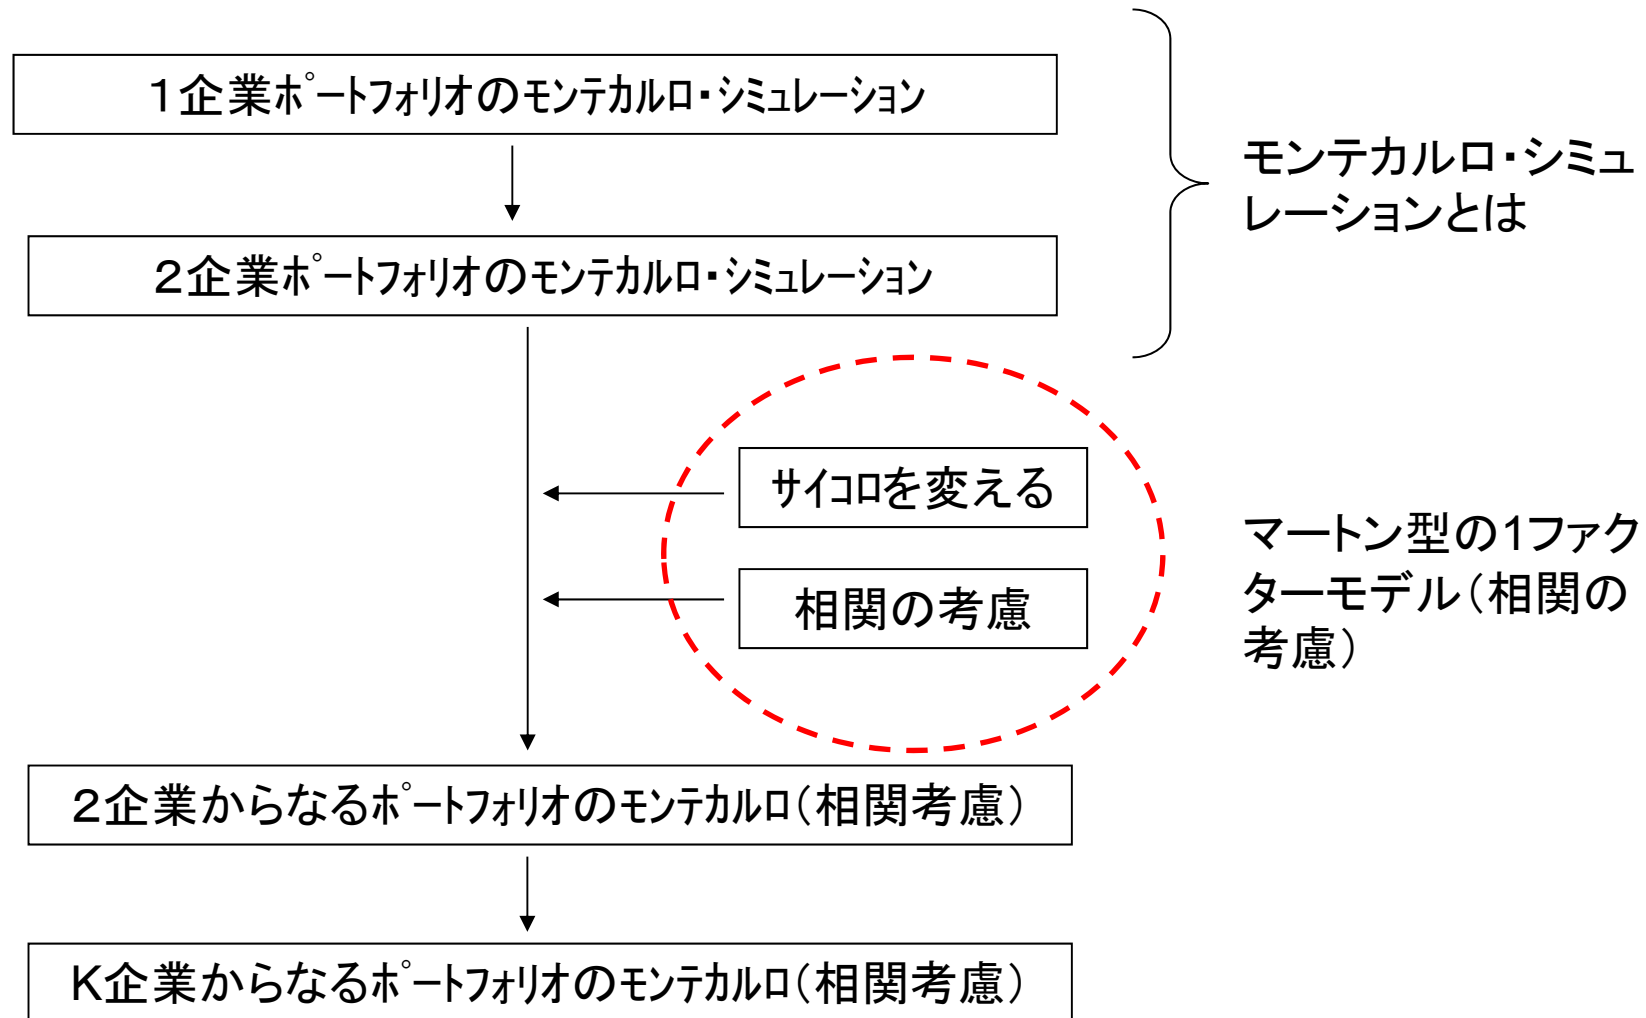 １企業ﾎﾟｰﾄﾌｫﾘｵのﾓﾝﾃｶﾙﾛ・ｼﾐｭﾚｰｼｮﾝ
モンテカルロ・シミュ
レーションとは
２企業ﾎﾟｰﾄﾌｫﾘｵのﾓﾝﾃｶﾙﾛ・ｼﾐｭﾚｰｼｮﾝ
ｻｲｺﾛを変える
マートン型の1ファク
ターモデル（相関の
考慮）
相関の考慮
２企業からなるﾎﾟｰﾄﾌｫﾘｵのﾓﾝﾃｶﾙﾛ（相関考慮）
K企業からなるﾎﾟｰﾄﾌｫﾘｵのﾓﾝﾃｶﾙﾛ（相関考慮）